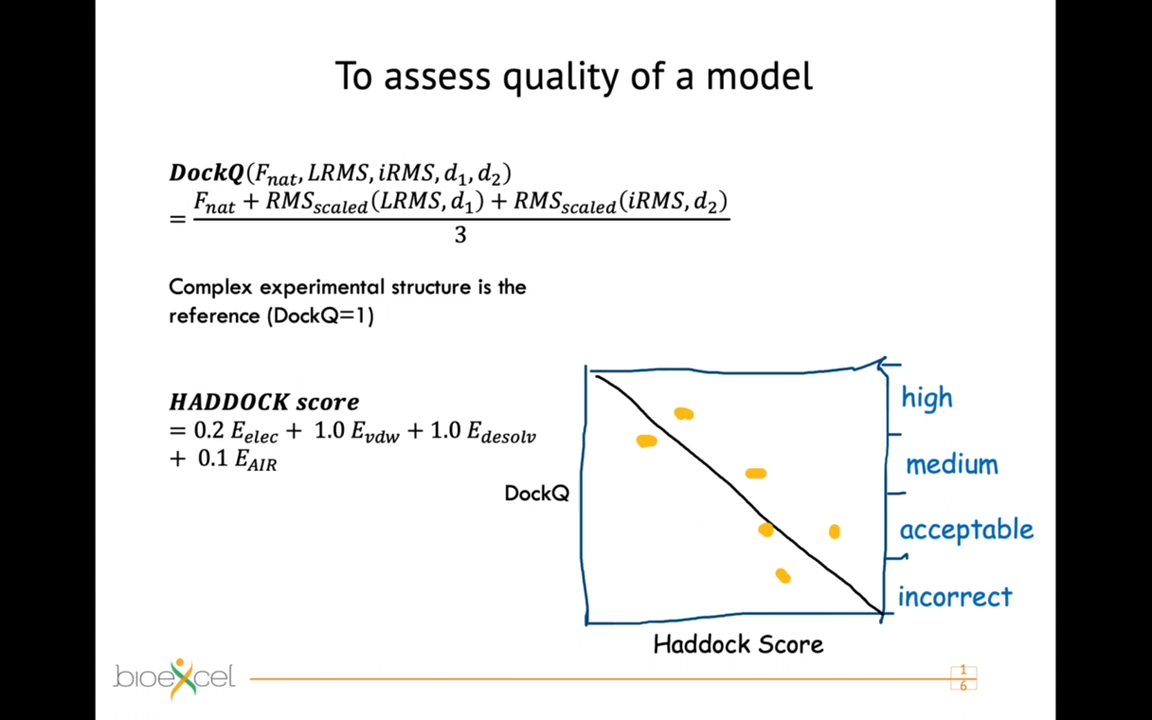 To assess quality of a model
DockQ(F_nat, LRMS, iRMS, d_1, d_2)
= \frac{F_nat + RMS_scaled(LRMS, d_1) + RMS_scaled(iRMS, d_2)}{3}
Complex experimental structure is the
reference (DockQ=1)
HADDOCK score
= 0.2 E_elec + 1.0 E_vdw + 1.0 E_desolv
+ 0.1 E_AIR
DockQ
high
medium
acceptable
incorrect
Haddock Score
bioexcel
1
6